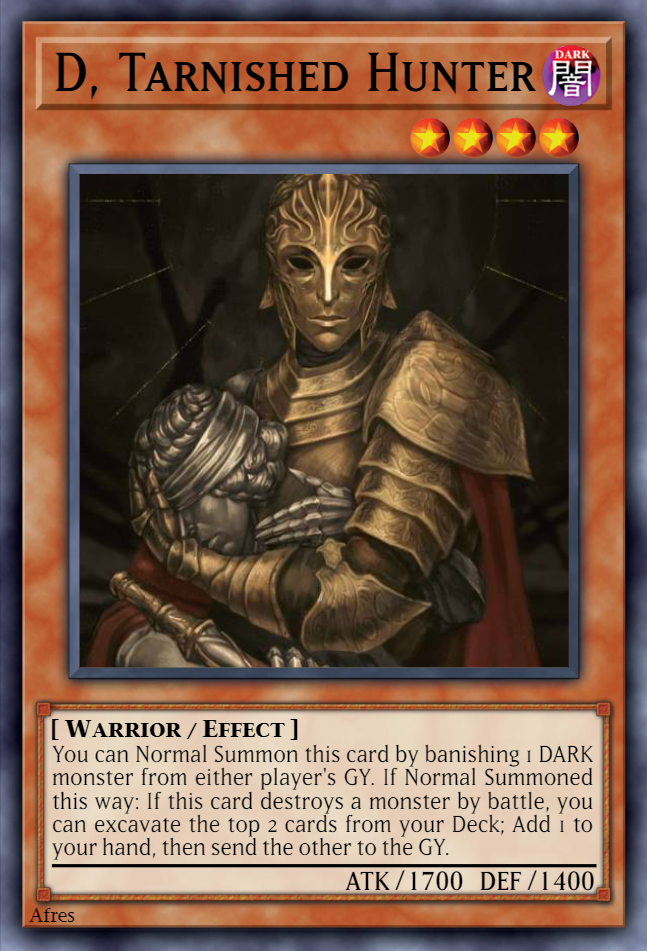 D, Tarnished Hunter
DARK
闇
[ Warrior / Effect ]
You can Normal Summon this card by banishing 1 DARK
monster from either player's GY. If Normal Summoned
this way: If this card destroys a monster by battle, you
can excavate the top 2 cards from your Deck; Add 1 to
your hand, then send the other to the GY.
ATK / 1700 DEF / 1400
Afres